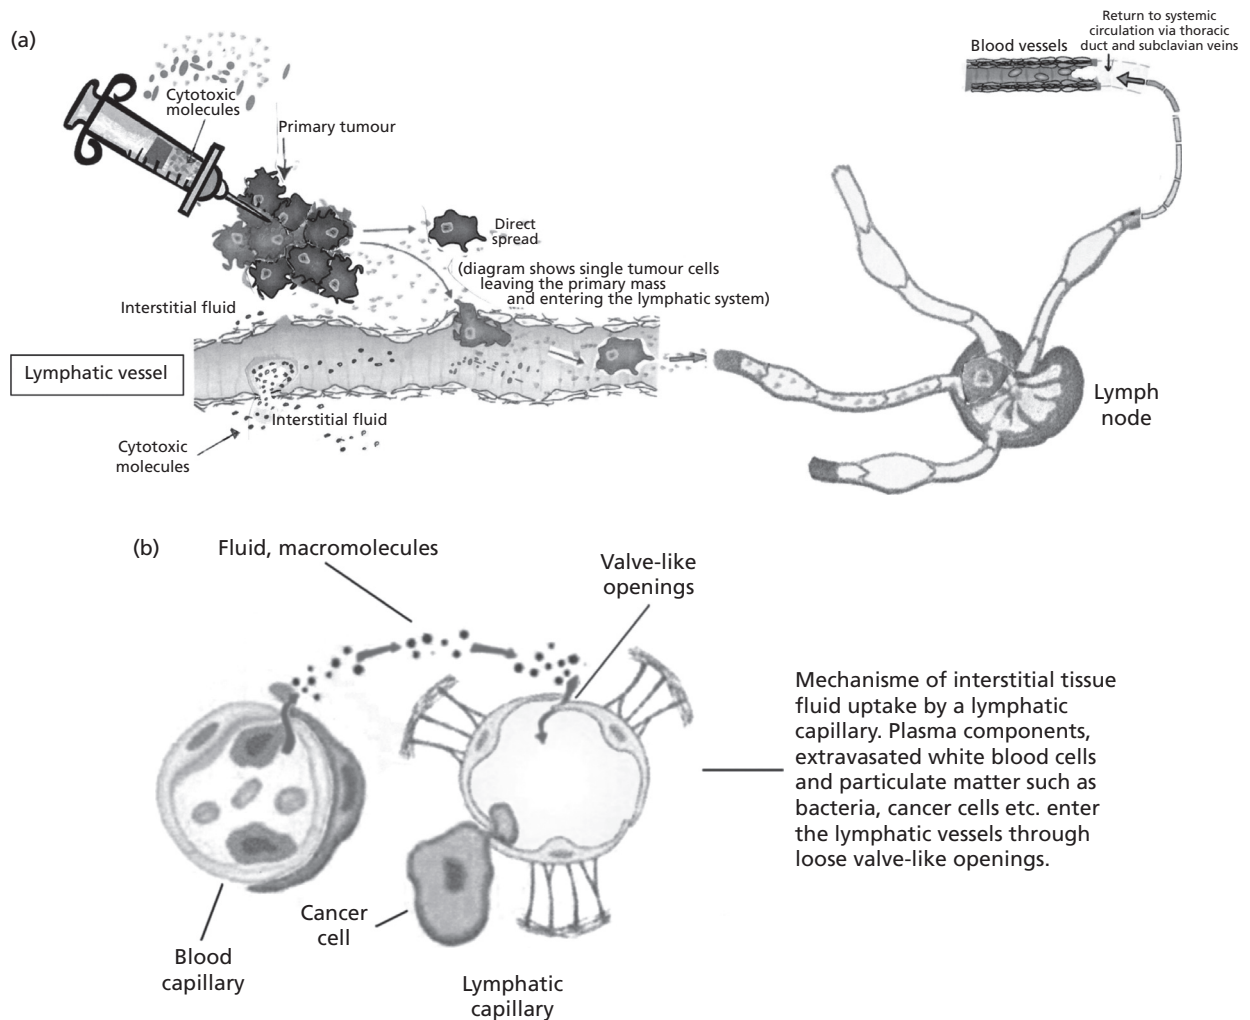 (a)
Cytotoxic
molecules
Primary tumour
Direct
spread
(diagram shows single tumour cells
leaving the primary mass
and entering the lymphatic system)
Interstitial fluid
Lymphatic vessel
Interstitial fluid
Cytotoxic
molecules
Blood vessels
Return to systemic
circulation via thoracic
duct and subclavian veins
Lymph
node
(b)
Fluid, macromolecules
Valve-like
openings
Mechanisme of interstitial tissue
fluid uptake by a lymphatic
capillary. Plasma components,
extravasated white blood cells
and particulate matter such as
bacteria, cancer cells etc. enter
the lymphatic vessels through
loose valve-like openings.
Cancer
cell
Blood
capillary
Lymphatic
capillary